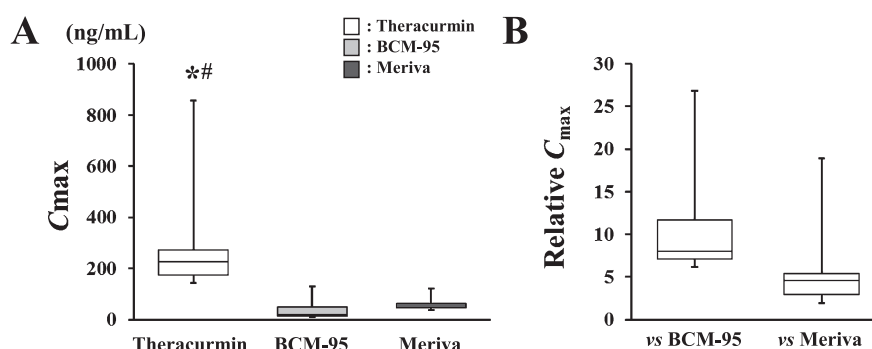 A (ng/mL)
: Theracurmin
: BCM-95
: Meriva
1000
800
600
400
200
0
Cmax
*#
Theracurmin BCM-95 Meriva
B
30
25
20
15
10
5
0
Relative Cmax
vs BCM-95 vs Meriva